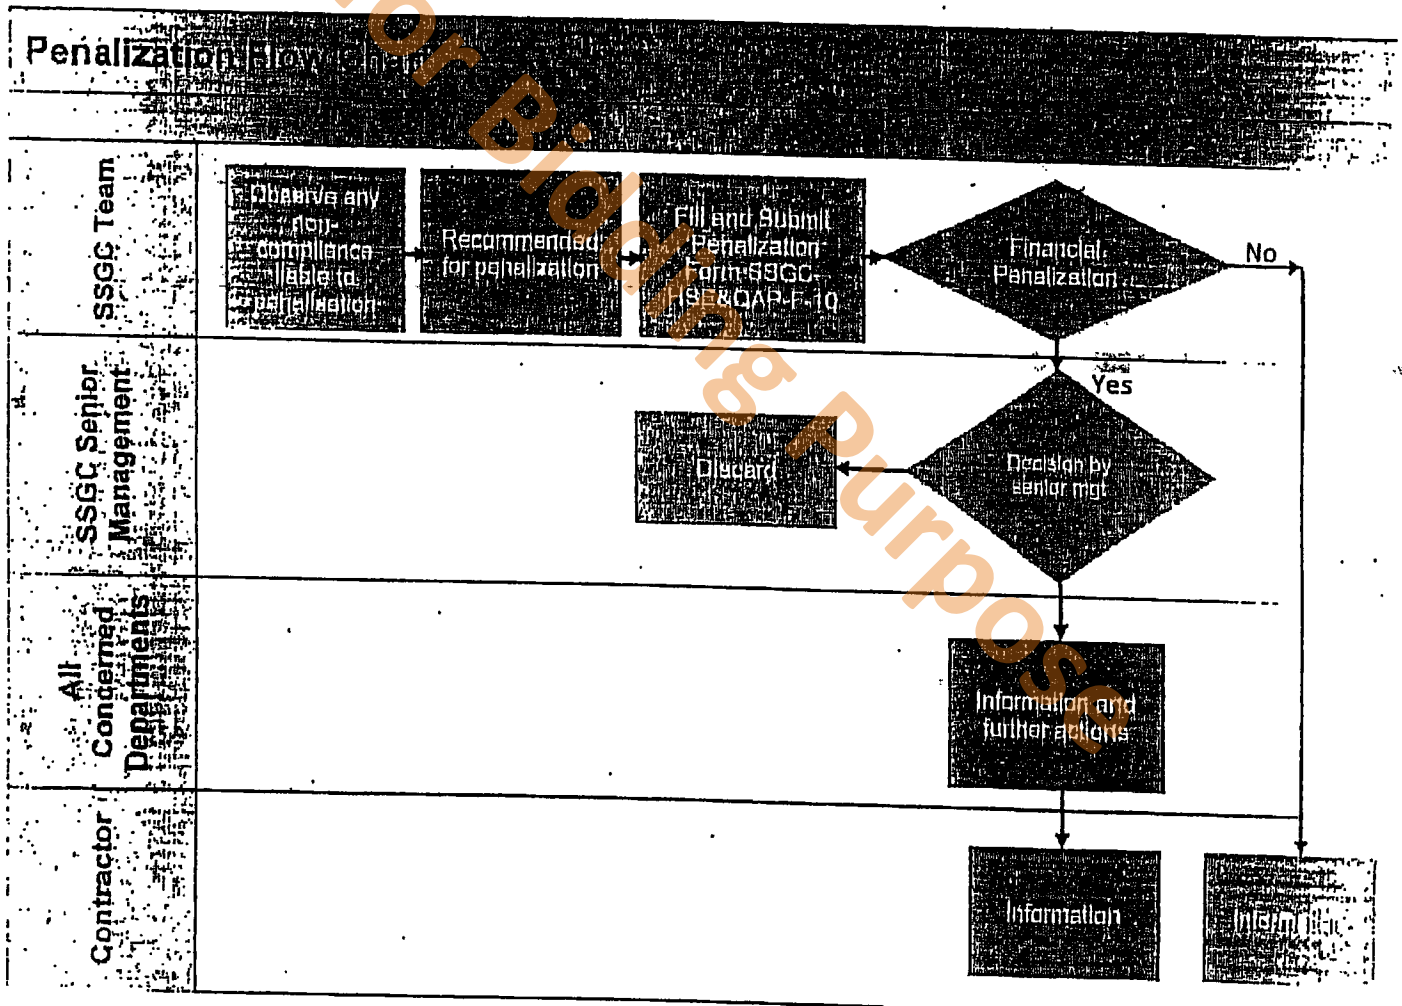 Penalization Flow Chart
For Bidding Purpose
SSGC Team
Observe any
non-
compliance
liable to
penalization
Recommended
for penalization
Fill and Submit
Penalization
Form-SSGC-
HSE&QAP-F-10
Financial
Penalization
No
Yes
SSGC Senior
Management
Discard
Decision by
senior mgt
All
Concerned
Departments
Information and
further actions
Contractor
Information